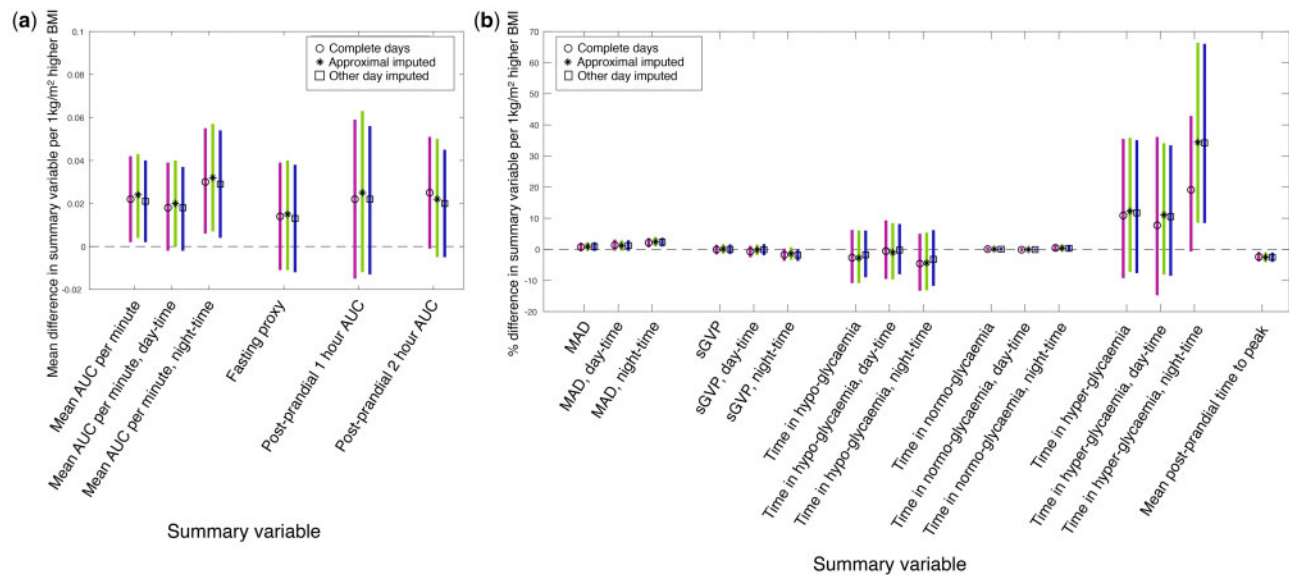 (a)
Mean difference in summary variable per 1kg/m² higher BMI
0.1
0.08
0.06
0.04
0.02
0
-0.02
Complete days
Approximal imputed
Other day imputed
Mean AUC per minute
Mean AUC per minute, day-time
Mean AUC per minute, night-time
Fasting proxy
Post-prandial 1 hour AUC
Post-prandial 2 hour AUC
Summary variable
(b)
% difference in summary variable per 1kg/m² higher BMI
70
60
50
40
30
20
10
0
-10
-20
Complete days
Approximal imputed
Other day imputed
MAD
MAD, day-time
MAD, night-time
sGVP
sGVP, day-time
sGVP, night-time
Time in hypo-glycaemia
Time in hypo-glycaemia, day-time
Time in hypo-glycaemia, night-time
Time in normo-glycaemia
Time in normo-glycaemia, day-time
Time in normo-glycaemia, night-time
Time in hyper-glycaemia
Time in hyper-glycaemia, day-time
Time in hyper-glycaemia, night-time
Mean post-prandrial time to peak
Summary variable